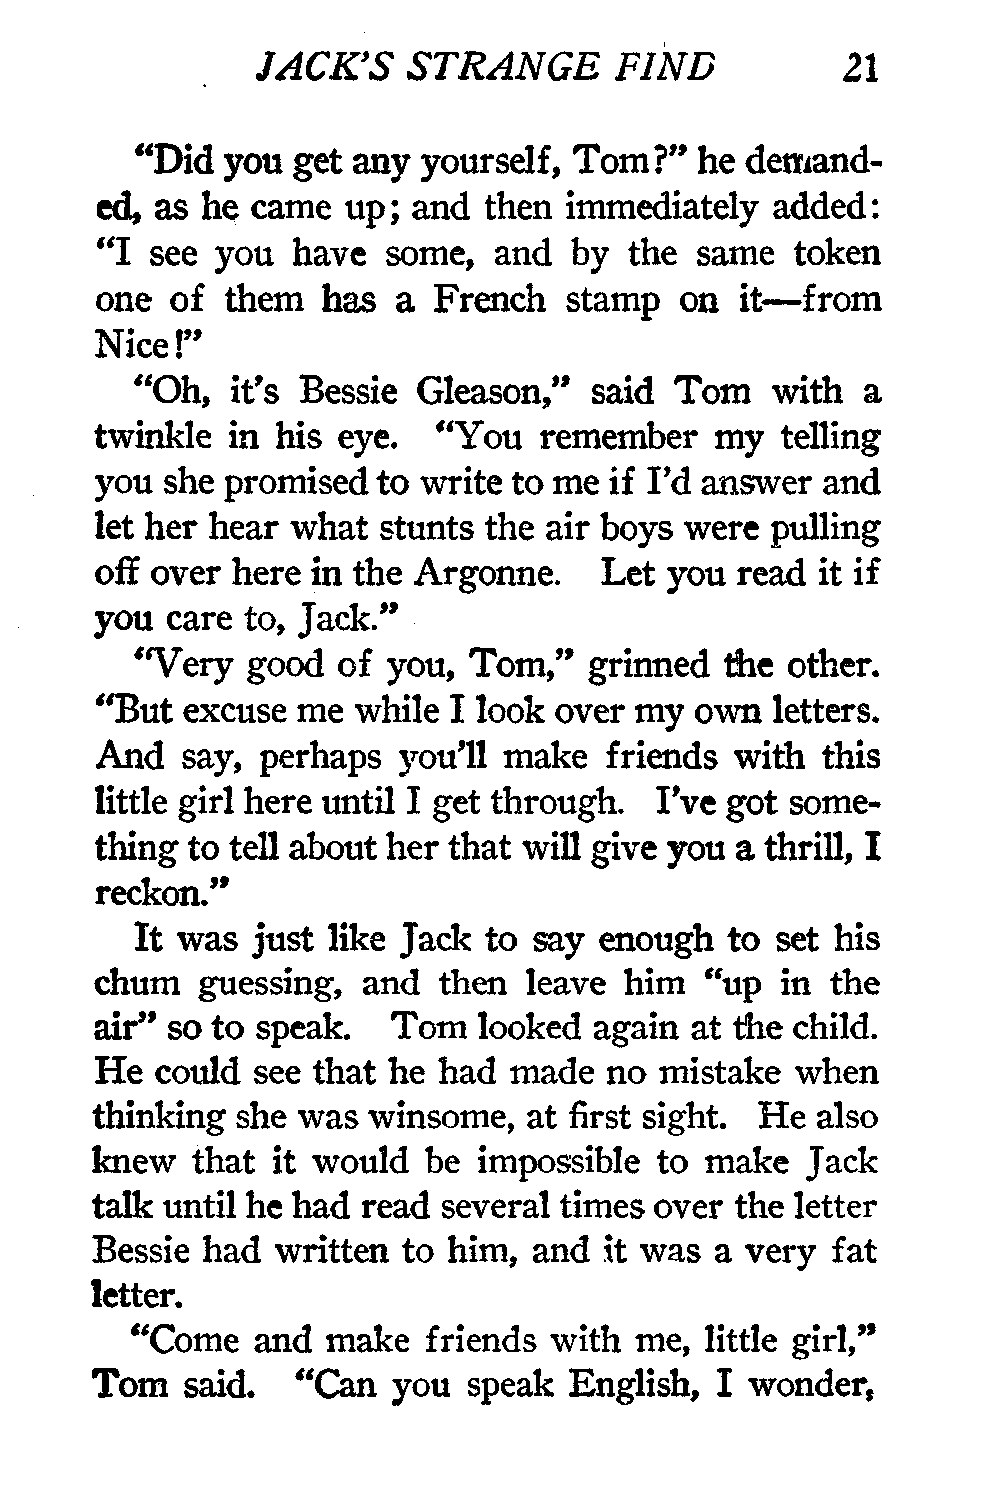 JACK'S STRANGE FIND 21
"Did you get any yourself, Tom?" he demand-
ed, as he came up; and then immediately added:
"I see you have some, and by the same token
one of them has a French stamp on it—from
Nice!"
"Oh, it's Bessie Gleason," said Tom with a
twinkle in his eye. "You remember my telling
you she promised to write to me if I'd answer and
let her hear what stunts the air boys were pulling
off over here in the Argonne. Let you read it if
you care to, Jack."
"Very good of you, Tom," grinned the other.
"But excuse me while I look over my own letters.
And say, perhaps you'll make friends with this
little girl here until I get through. I've got some-
thing to tell about her that will give you a thrill, I
reckon."
It was just like Jack to say enough to set his
chum guessing, and then leave him "up in the
air" so to speak. Tom looked again at the child.
He could see that he had made no mistake when
thinking she was winsome, at first sight. He also
knew that it would be impossible to make Jack
talk until he had read several times over the letter
Bessie had written to him, and it was a very fat
letter.
"Come and make friends with me, little girl,"
Tom said. "Can you speak English, I wonder,